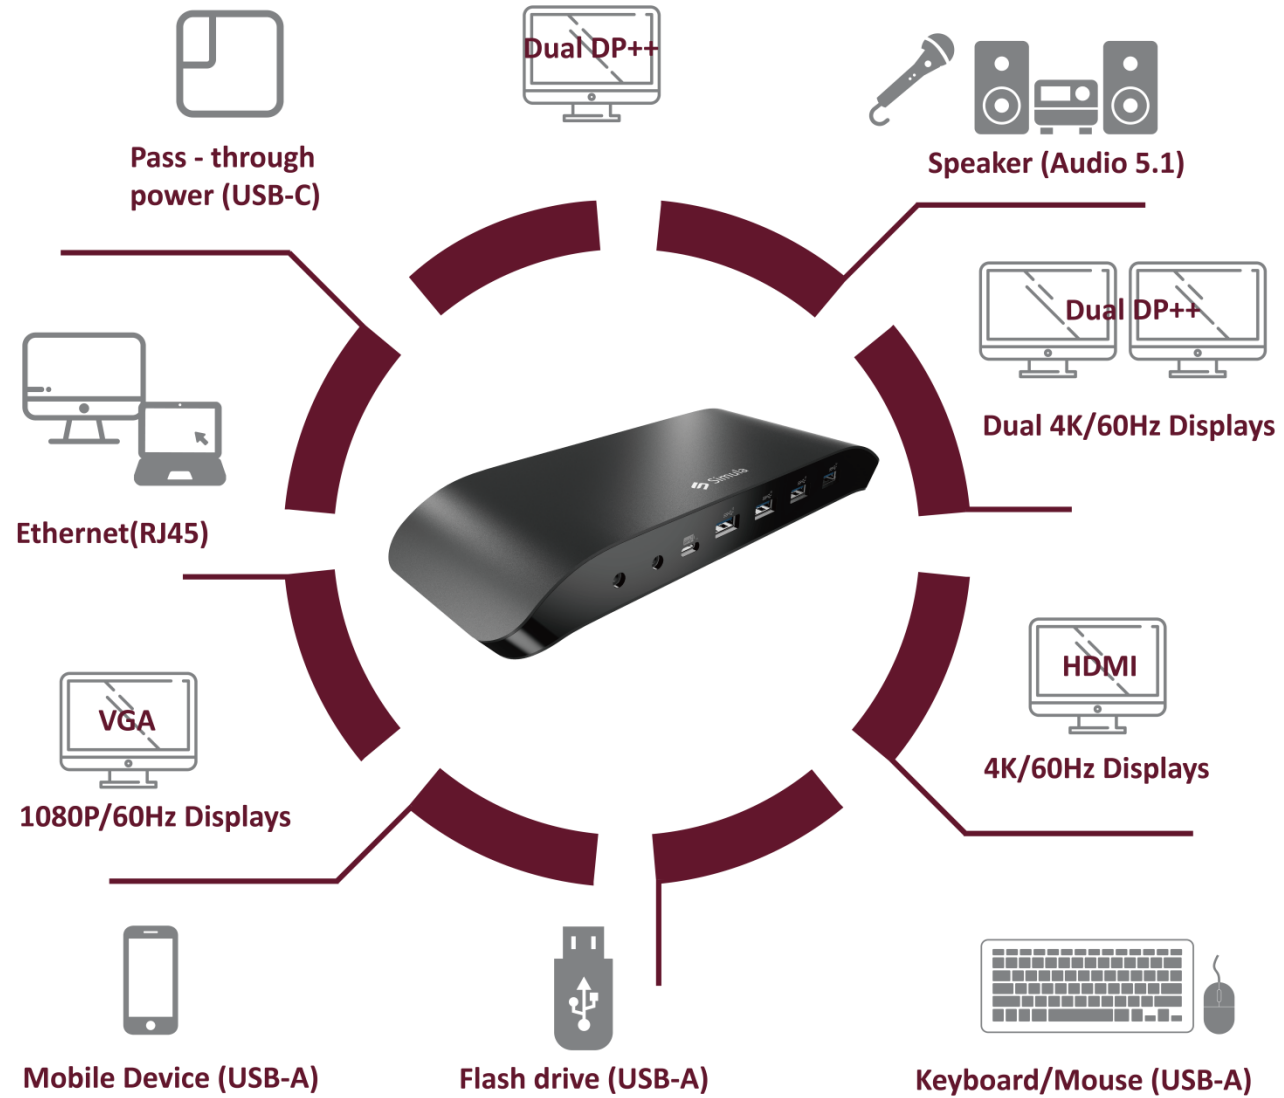 Dual DP++
Pass - through
power (USB-C)
Speaker (Audio 5.1)
Dual DP++
Dual 4K/60Hz Displays
Ethernet(RJ45)
Simula
HDMI
4K/60Hz Displays
VGA
1080P/60Hz Displays
Mobile Device (USB-A)
Flash drive (USB-A)
Keyboard/Mouse (USB-A)